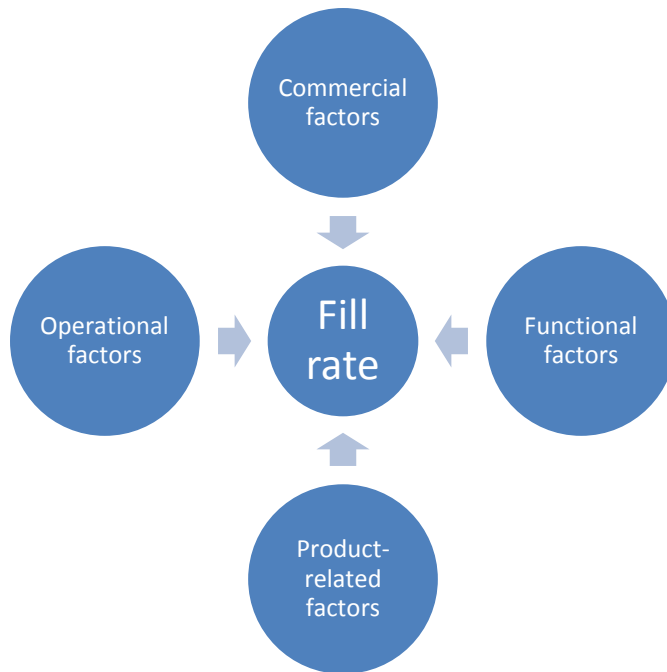 Commercial
factors
Operational
factors
Fill
rate
Functional
factors
Product-
related
factors